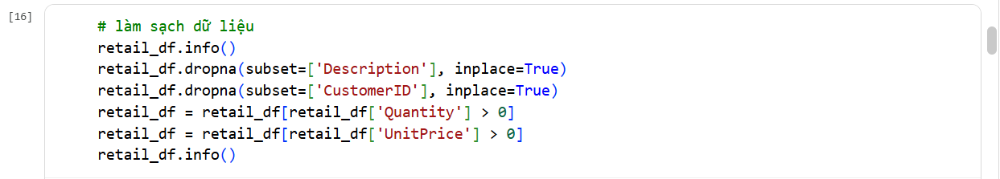 [16]
# làm sạch dữ liệu
retail_df.info()
retail_df.dropna(subset=['Description'], inplace=True)
retail_df.dropna(subset=['CustomerID'], inplace=True)
retail_df = retail_df[retail_df['Quantity'] > 0]
retail_df = retail_df[retail_df['UnitPrice'] > 0]
retail_df.info()